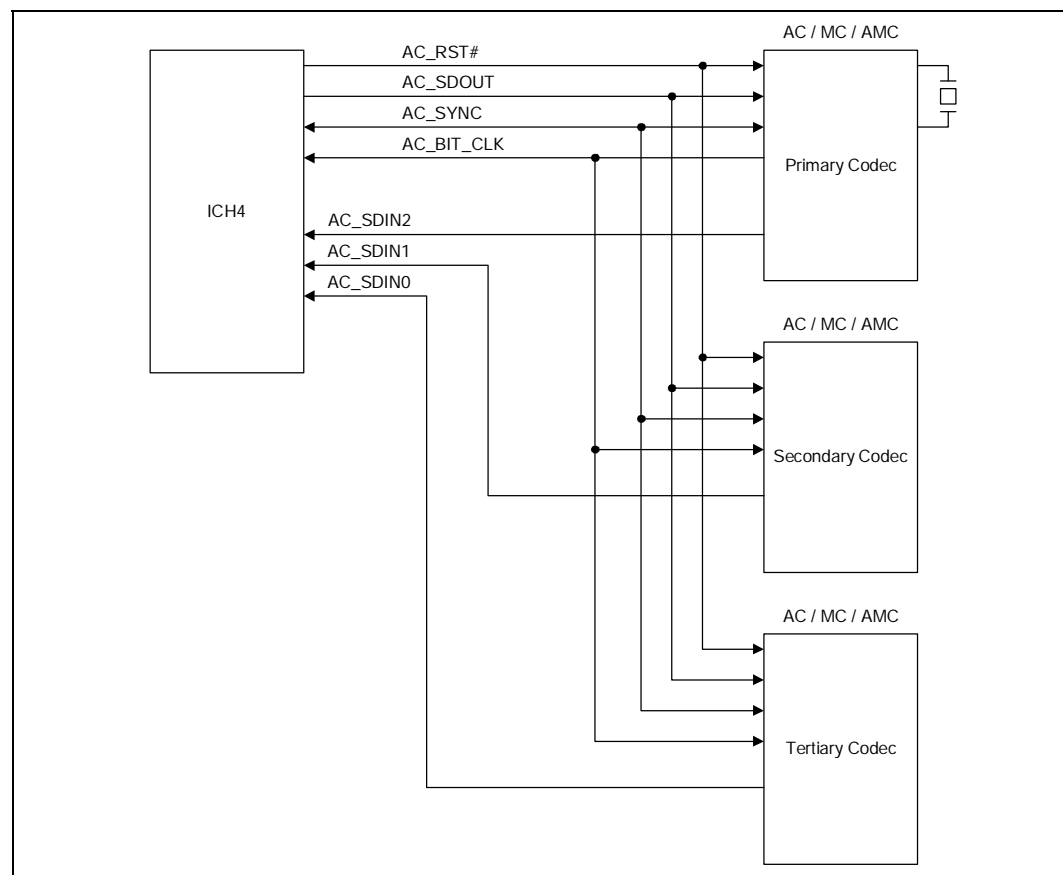 AC / MC / AMC
AC_RST#
AC_SDOUT
AC_SYNC
AC_BIT_CLK
Primary Codec
ICH4
AC_SDIN2
AC_SDIN1
AC_SDIN0
AC / MC / AMC
Secondary Codec
AC / MC / AMC
Tertiary Codec